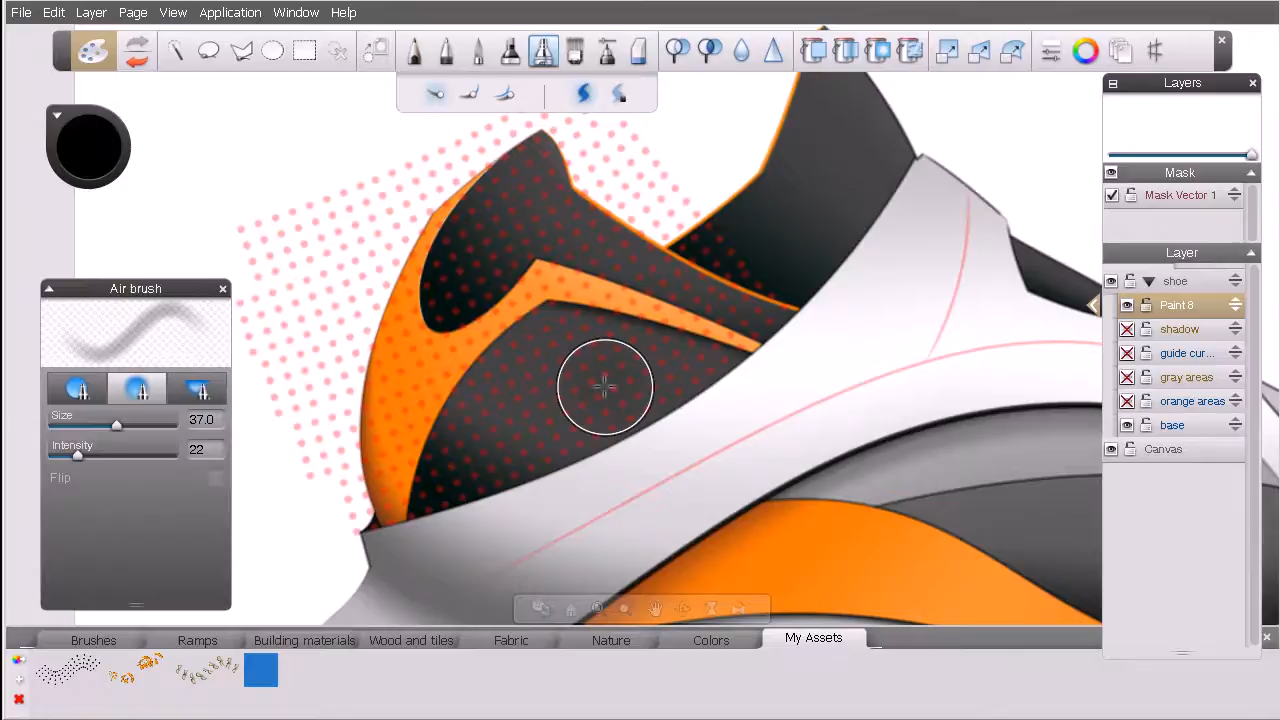 File Edit Layer Page View Application Window Help
Layers
Mask
Mask Vector 1
Layer
shoe
Paint 8
shadow
guide cur...
gray areas
orange areas
base
Canvas
Air brush
Size 37.0
Intensity 22
Flip
Brushes Ramps Building materials Wood and tiles Fabric Nature Colors My Assets